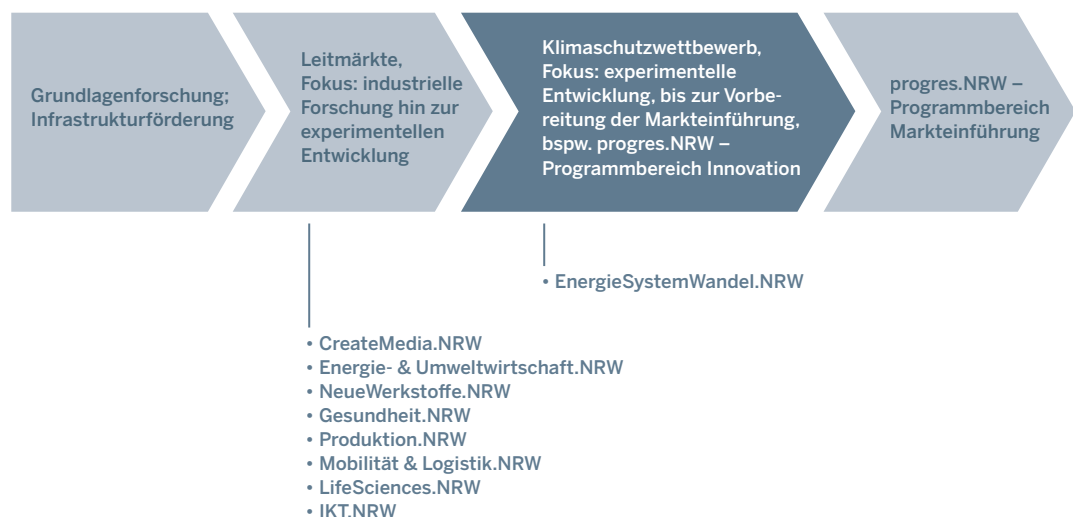 Grundlagenforschung;
Infrastrukturförderung
Leitmärkte,
Fokus: industrielle
Forschung hin zur
experimentellen
Entwicklung
Klimaschutzwettbewerb,
Fokus: experimentelle
Entwicklung, bis zur Vorbe-
reitung der Markteinführung,
bspw. progres.NRW –
Programmbereich Innovation
progres.NRW –
Programmbereich
Markteinführung
• EnergieSystemWandel.NRW
• CreateMedia.NRW
• Energie- & Umweltwirtschaft.NRW
• NeueWerkstoffe.NRW
• Gesundheit.NRW
• Produktion.NRW
• Mobilität & Logistik.NRW
• LifeSciences.NRW
• IKT.NRW